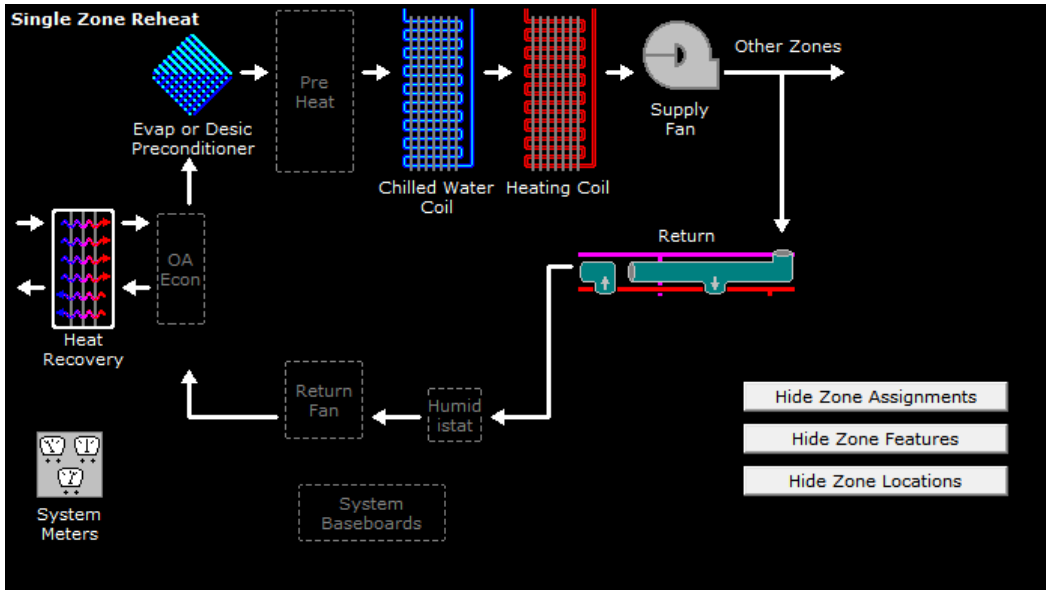 Single Zone Reheat
Other Zones
Pre
Heat
Supply
Fan
Evap or Desic
Preconditioner
Chilled Water
Coil
Heating Coil
Return
OA
Econ
Heat
Recovery
Return
Fan
Humid
istat
Hide Zone Assignments
Hide Zone Features
Hide Zone Locations
System
Baseboards
System
Meters